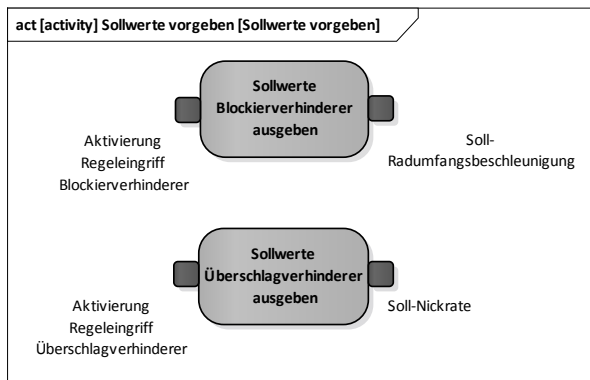 act [activity] Sollwerte vorgeben [Sollwerte vorgeben]
Sollwerte
Blockierverhinderer
ausgeben
Aktivierung
Regeleingriff
Blockierverhinderer
Soll-
Radumfangsbeschleunigung
Sollwerte
Überschlagverhinderer
ausgeben
Aktivierung
Regeleingriff
Überschlagverhinderer
Soll-Nickrate